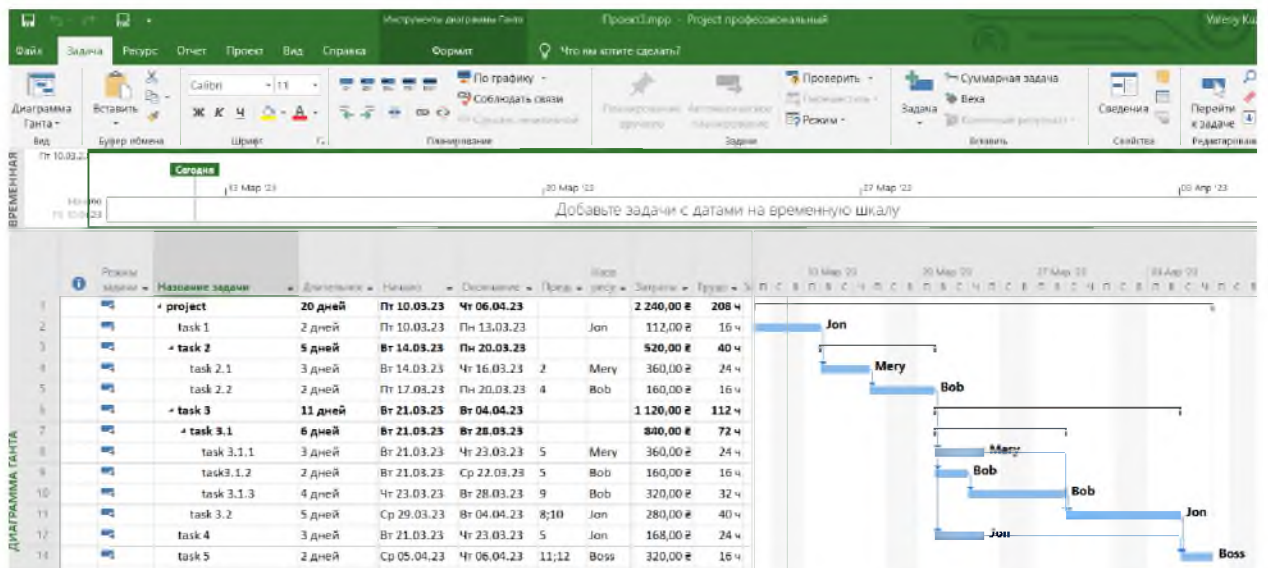 Инструменты диаграммы Ганта Проект1.mpp - Project профессиональный
Файл Задача Ресурс Отчет Проект Вид Справка Формат Что вы хотите сделать?
Диаграмма Ганта
Вид
Вставить
Буфер обмена
Calibri 11
Ж К Ч
Шрифт
По графику
Соблюдать связи
Планирование
Проверить
Режим
Задачи
Задача
Суммарная задача
Веха
Вставить
Сведения
Свойства
Перейти к задаче
ВРЕМЕННАЯ
Сегодня
13 Мар '23 20 Мар '23 27 Мар '23 03 Апр '23
Начало
Добавьте задачи с датами на временную шкалу
Режим задачи Название задачи Длительность Начало Окончание Затраты
1 project 20 дней Пт 10.03.23 Чт 06.04.23 2 240,00 ₴ 208 ч
2 task 1 2 дней Пт 10.03.23 Пн 13.03.23 Jon 112,00 ₴ 16 ч Jon
3 task 2 5 дней Вт 14.03.23 Пн 20.03.23 520,00 ₴ 40 ч
4 task 2.1 3 дней Вт 14.03.23 Чт 16.03.23 2 Mery 360,00 ₴ 24 ч Mery
5 task 2.2 2 дней Пт 17.03.23 Пн 20.03.23 4 Bob 160,00 ₴ 16 ч Bob
6 task 3 11 дней Вт 21.03.23 Вт 04.04.23 1 120,00 ₴ 112 ч
7 task 3.1 6 дней Вт 21.03.23 Вт 28.03.23 840,00 ₴ 72 ч
8 task 3.1.1 3 дней Вт 21.03.23 Чт 23.03.23 5 Mery 360,00 ₴ 24 ч Mery
9 task3.1.2 2 дней Вт 21.03.23 Ср 22.03.23 5 Bob 160,00 ₴ 16 ч Bob
10 task 3.1.3 4 дней Чт 23.03.23 Вт 28.03.23 9 Bob 320,00 ₴ 32 ч Bob
11 task 3.2 5 дней Ср 29.03.23 Вт 04.04.23 8;10 Jon 280,00 ₴ 40 ч Jon
12 task 4 3 дней Вт 21.03.23 Чт 23.03.23 5 Jon 168,00 ₴ 24 ч Jon
14 task 5 2 дней Ср 05.04.23 Чт 06.04.23 11;12 Boss 320,00 ₴ 16 ч Boss
ДИАГРАММА ГАНТА